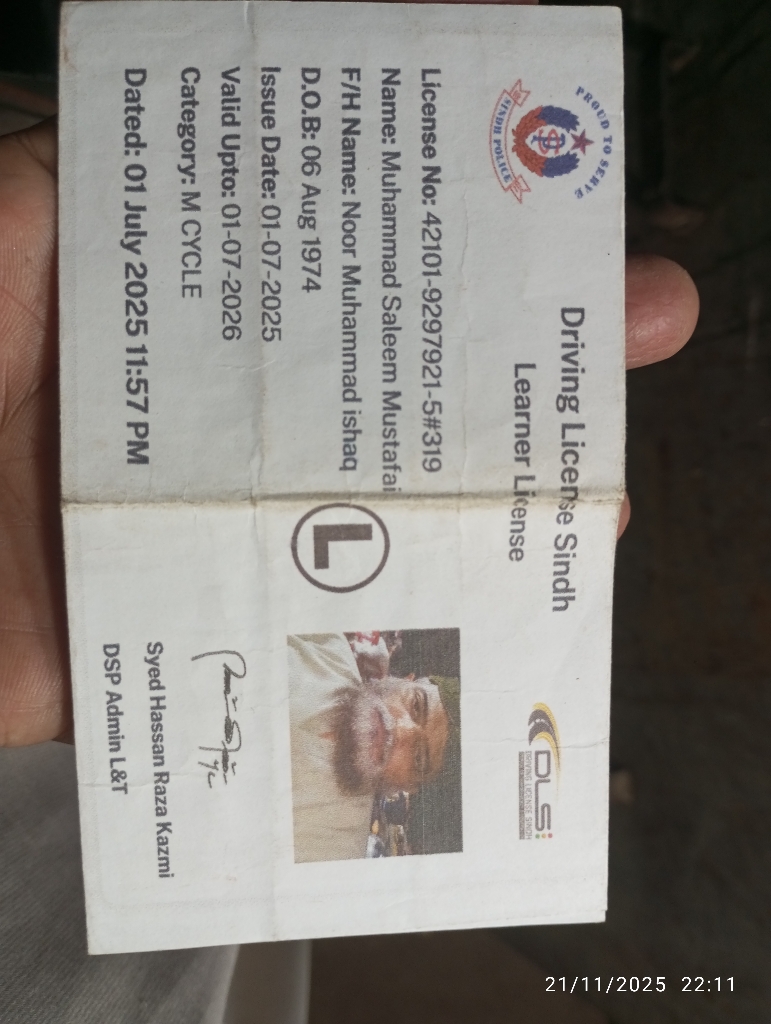 PROUD TO SERVE
SINDH POLICE
Driving License Sindh
Learner License
DLS
DRIVING LICENSE SINDH
License No: 42101-9297921-5#319
Name: Muhammad Saleem Mustafai
F/H Name: Noor Muhammad ishaq
D.O.B: 06 Aug 1974
Issue Date: 01-07-2025
Valid Upto: 01-07-2026
Category: M CYCLE
Dated: 01 July 2025 11:57 PM
L
Syed Hassan Raza Kazmi
DSP Admin L&T
21/11/2025 22:11